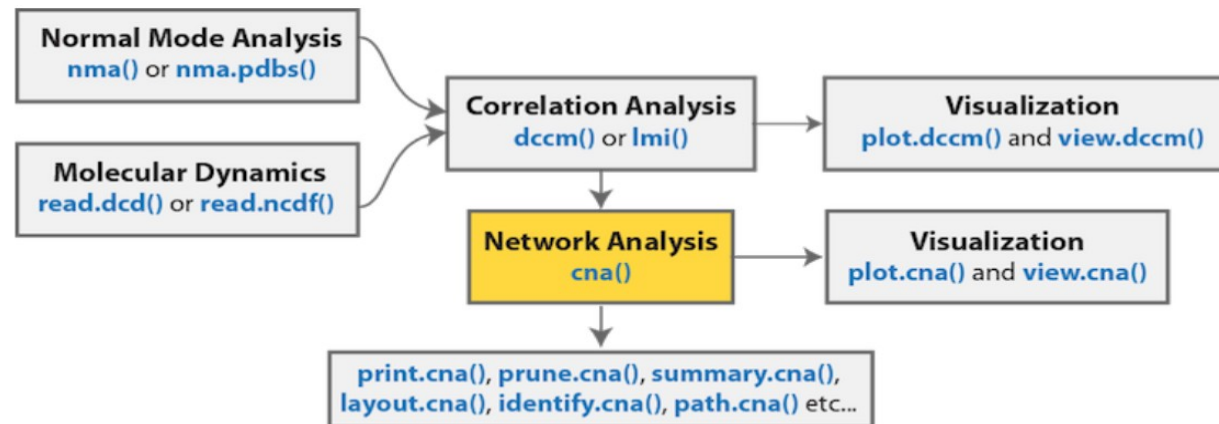 Normal Mode Analysis
nma() or nma.pdbs()
Molecular Dynamics
read.dcd() or read.ncdf()
Correlation Analysis
dccm() or lmi()
Visualization
plot.dccm() and view.dccm()
Network Analysis
cna()
Visualization
plot.cna() and view.cna()
print.cna(), prune.cna(), summary.cna(),
layout.cna(), identify.cna(), path.cna() etc...